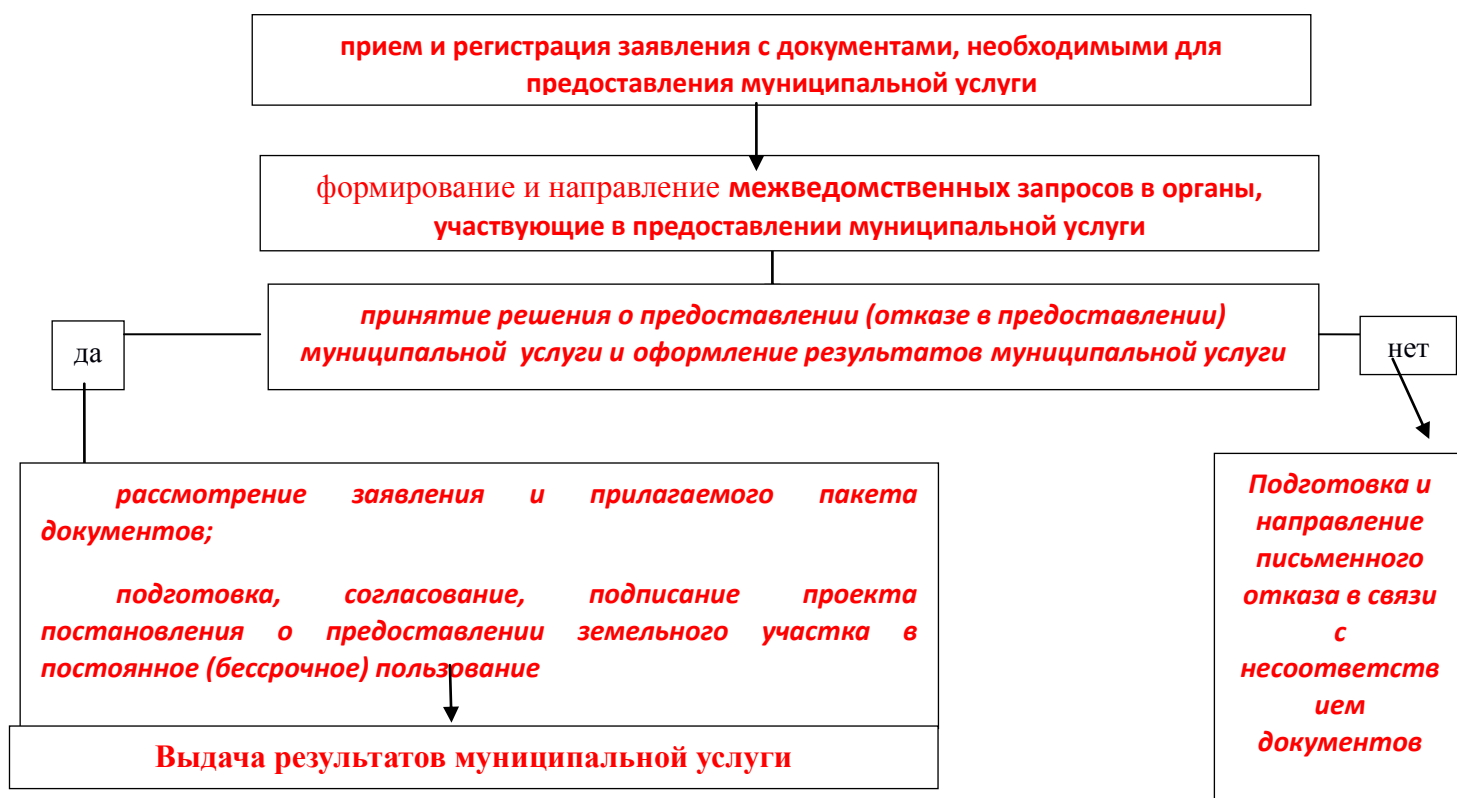 прием и регистрация заявления с документами, необходимыми для
предоставления муниципальной услуги
формирование и направление межведомственных запросов в органы,
участвующие в предоставлении муниципальной услуги
принятие решения о предоставлении (отказе в предоставлении)
муниципальной услуги и оформление результатов муниципальной услуги
да
нет
рассмотрение заявления и прилагаемого пакета
документов;
подготовка, согласование, подписание проекта
постановления о предоставлении земельного участка в
постоянное (бессрочное) пользование
Выдача результатов муниципальной услуги
Подготовка и
направление
письменного
отказа в связи
с
несоответств
ием
документов